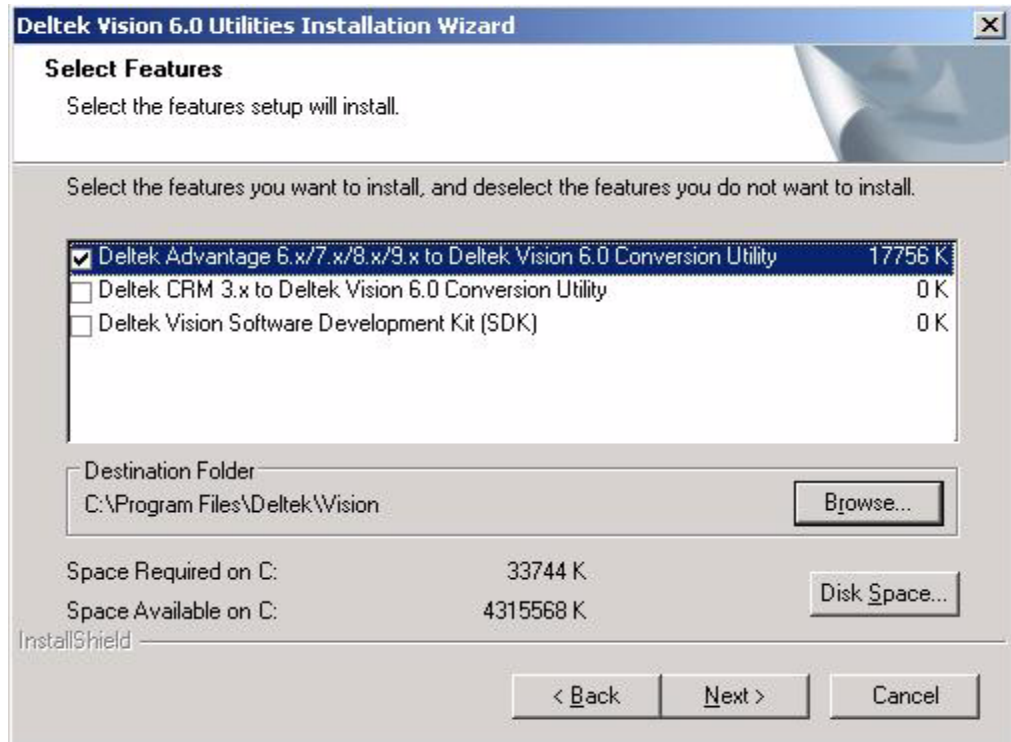 Deltek Vision 6.0 Utilities Installation Wizard
Select Features
Select the features setup will install.
Select the features you want to install, and deselect the features you do not want to install.
Deltek Advantage 6.x/7.x/8.x/9.x to Deltek Vision 6.0 Conversion Utility 17756 K
Deltek CRM 3.x to Deltek Vision 6.0 Conversion Utility 0 K
Deltek Vision Software Development Kit (SDK) 0 K
Destination Folder
C:\Program Files\Deltek\Vision Browse...
Space Required on C: 33744 K
Disk Space...
Space Available on C: 4315568 K
InstallShield
< Back Next > Cancel